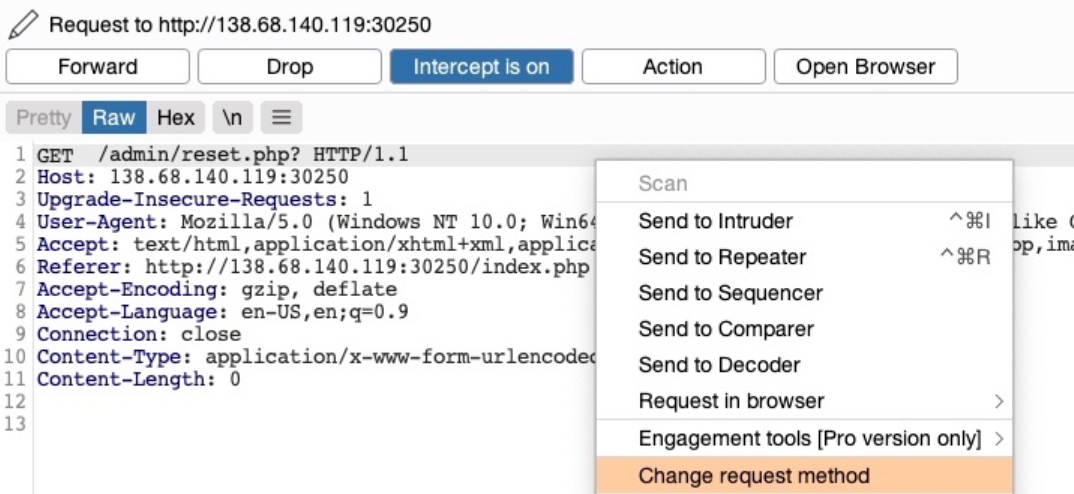 Request to http://138.68.140.119:30250
Forward Drop Intercept is on Action Open Browser
Pretty Raw Hex \n
1 GET /admin/reset.php? HTTP/1.1
2 Host: 138.68.140.119:30250
3 Upgrade-Insecure-Requests: 1
4 User-Agent: Mozilla/5.0 (Windows NT 10.0; Win64 like
5 Accept: text/html,application/xhtml+xml,applica
6 Referer: http://138.68.140.119:30250/index.php
7 Accept-Encoding: gzip, deflate
8 Accept-Language: en-US,en;q=0.9
9 Connection: close
10 Content-Type: application/x-www-form-urlencoded
11 Content-Length: 0
12
13
Scan
Send to Intruder ^⌘I
Send to Repeater ^⌘R
Send to Sequencer
Send to Comparer
Send to Decoder
Request in browser >
Engagement tools [Pro version only] >
Change request method